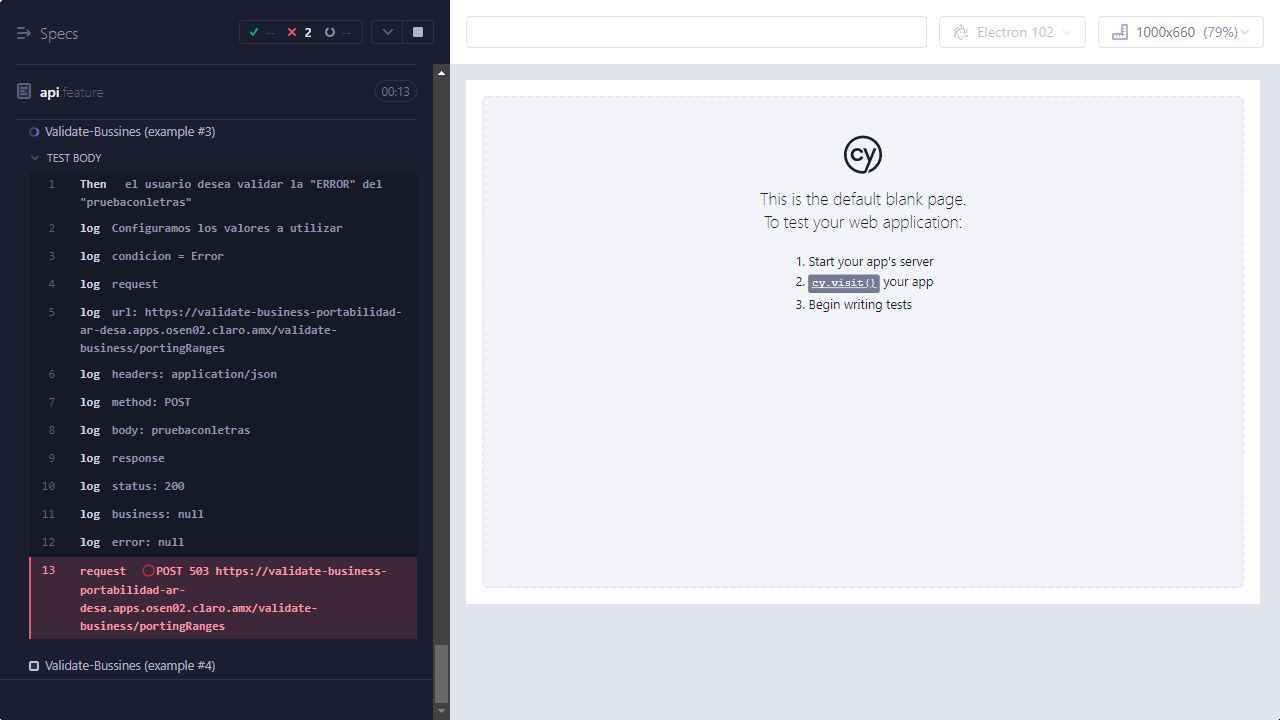 Specs
-- 2 --
api.feature
00:13
Validate-Bussines (example #3)
TEST BODY
1 Then el usuario desea validar la "ERROR" del
"pruebaconletras"
2 log Configuramos los valores a utilizar
3 log condicion = Error
4 log request
5 log url: https://validate-business-portabilidad-
ar-desa.apps.osen02.claro.amx/validate-
business/portingRanges
6 log headers: application/json
7 log method: POST
8 log body: pruebaconletras
9 log response
10 log status: 200
11 log business: null
12 log error: null
13 request POST 503 https://validate-business-
portabilidad-ar-
desa.apps.osen02.claro.amx/validate-
business/portingRanges
Validate-Bussines (example #4)
Electron 102
1000x660 (79%)
cy
This is the default blank page.
To test your web application:
1. Start your app's server
2. cy.visit() your app
3. Begin writing tests